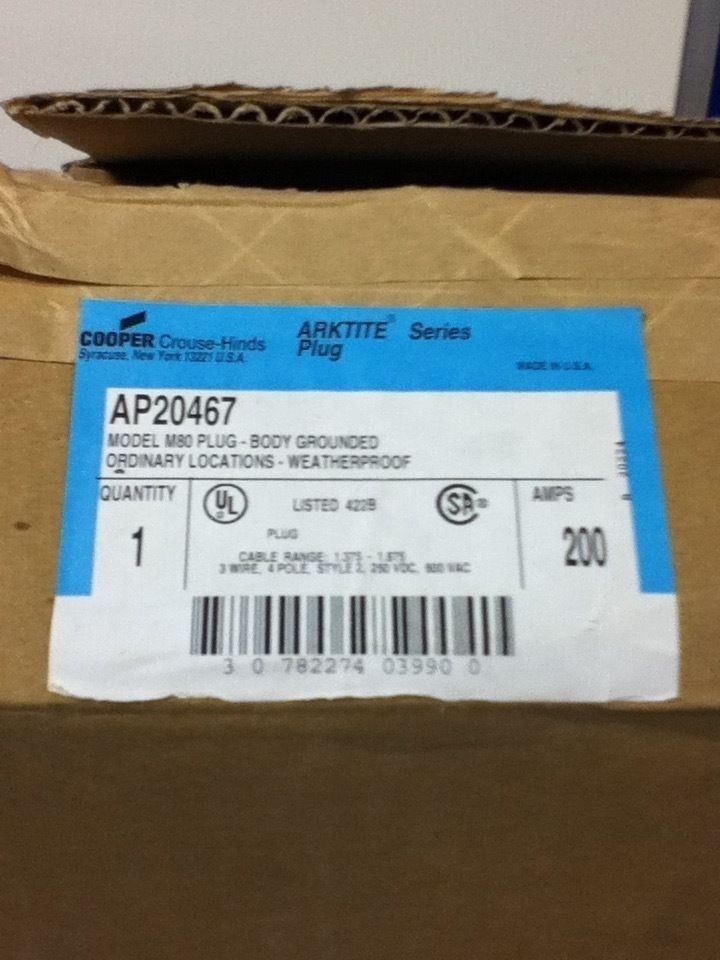 COOPER Crouse-Hinds
Syracuse, New York 13221 U.S.A.
ARKTITE® Series
Plug
MADE IN U.S.A.
AP20467
MODEL M80 PLUG - BODY GROUNDED
ORDINARY LOCATIONS - WEATHERPROOF
QUANTITY
1
UL
LISTED 422B
SA®
PLUG
CABLE RANGE: 1.375 - 1.875
3 WIRE, 4 POLE, STYLE 2, 250 VDC, 600 VAC
AMPS
200
3 0 782274 03990 0